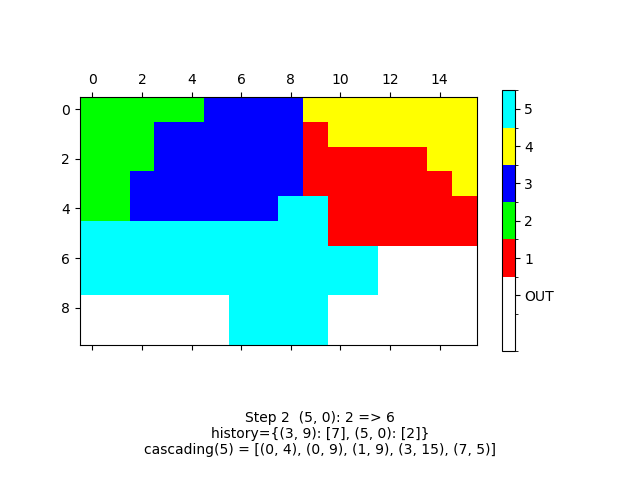 0 2 4 6 8 10 12 14
0
2
4
6
8
5
4
3
2
1
OUT
Step 2  (5, 0): 2 => 6
history={(3, 9): [7], (5, 0): [2]}
cascading(5) = [(0, 4), (0, 9), (1, 9), (3, 15), (7, 5)]